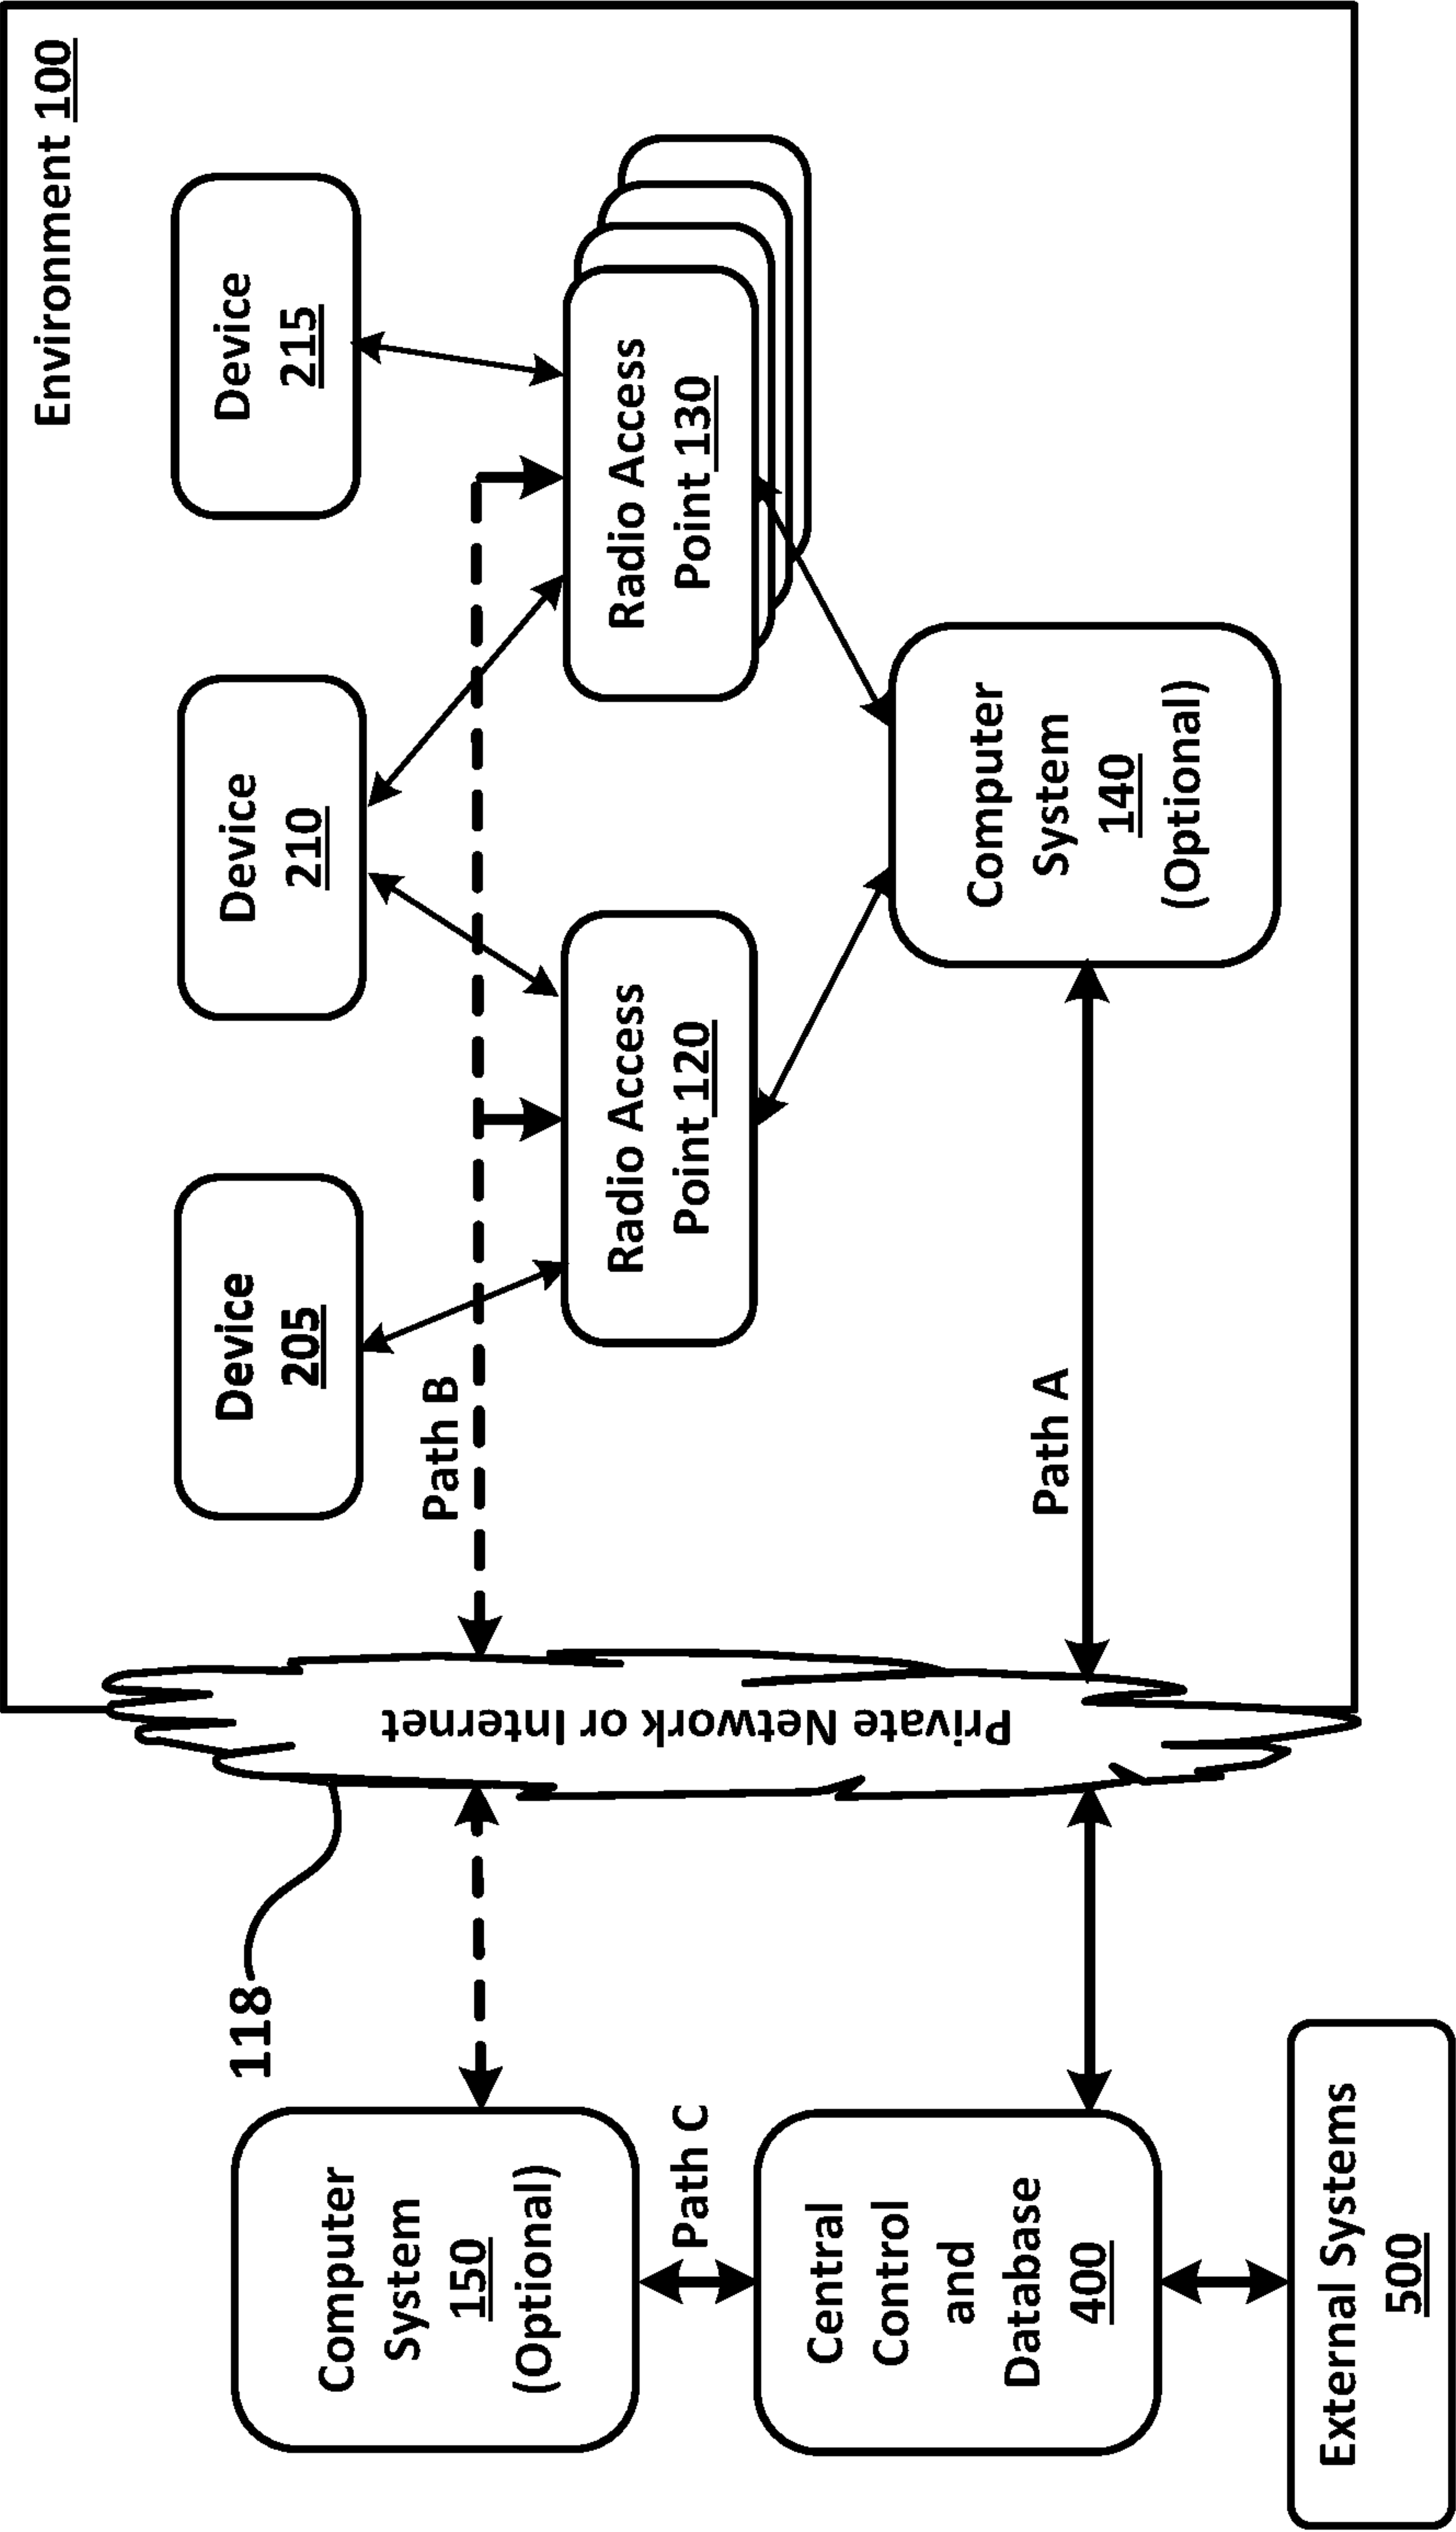 Environment 100
Device
205
Device
210
Device
215
Path B
Radio Access
Point 120
Radio Access
Point 130
Computer
System
140
(Optional)
Path A
Private Network or Internet
118
Computer
System
150
(Optional)
Path C
Central
Control
and
Database
400
External Systems
500